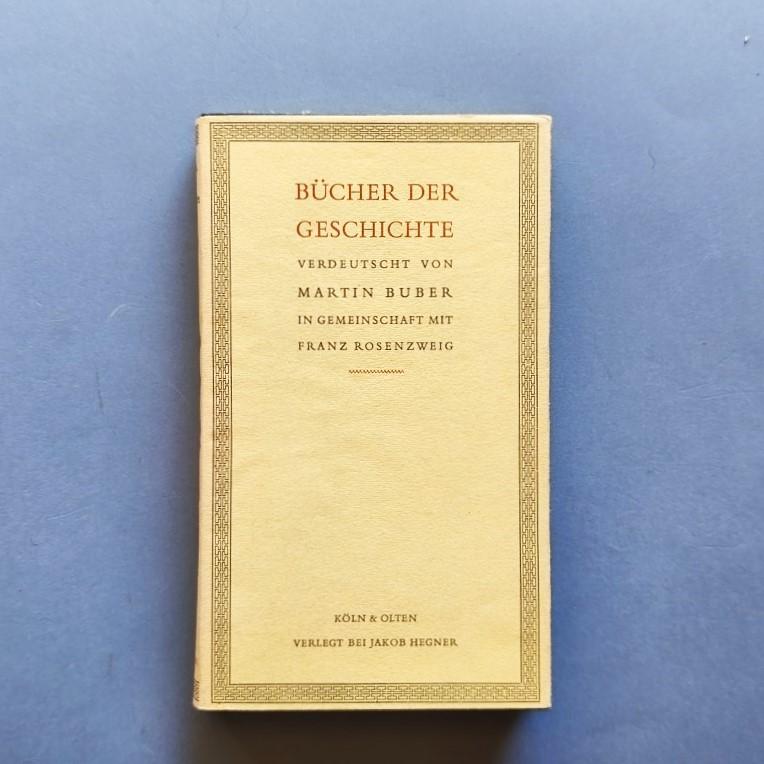 BÜCHER DER
GESCHICHTE
VERDEUTSCHT VON
MARTIN BUBER
IN GEMEINSCHAFT MIT
FRANZ ROSENZWEIG
KÖLN & OLTEN
VERLEGT BEI JAKOB HEGNER